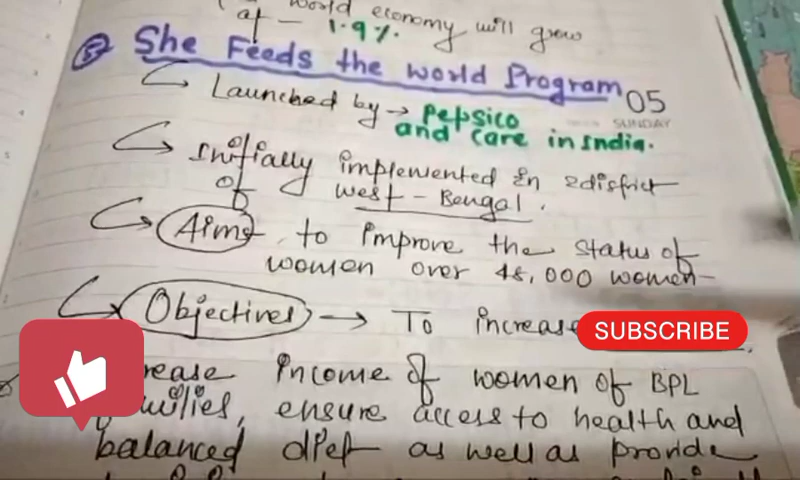 world economy will grow
at - 1.9%.
5 She Feeds the world Program
05
SUNDAY
Launched by → Pepsico
and care in India.
Initially implemented in 2 district
of West-Bengal.
Aims to improve the status of
women over 48,000 women
Objectives → To increase
SUBSCRIBE
income of women of BPL
ensure access to health and
balanced diet as well as provide